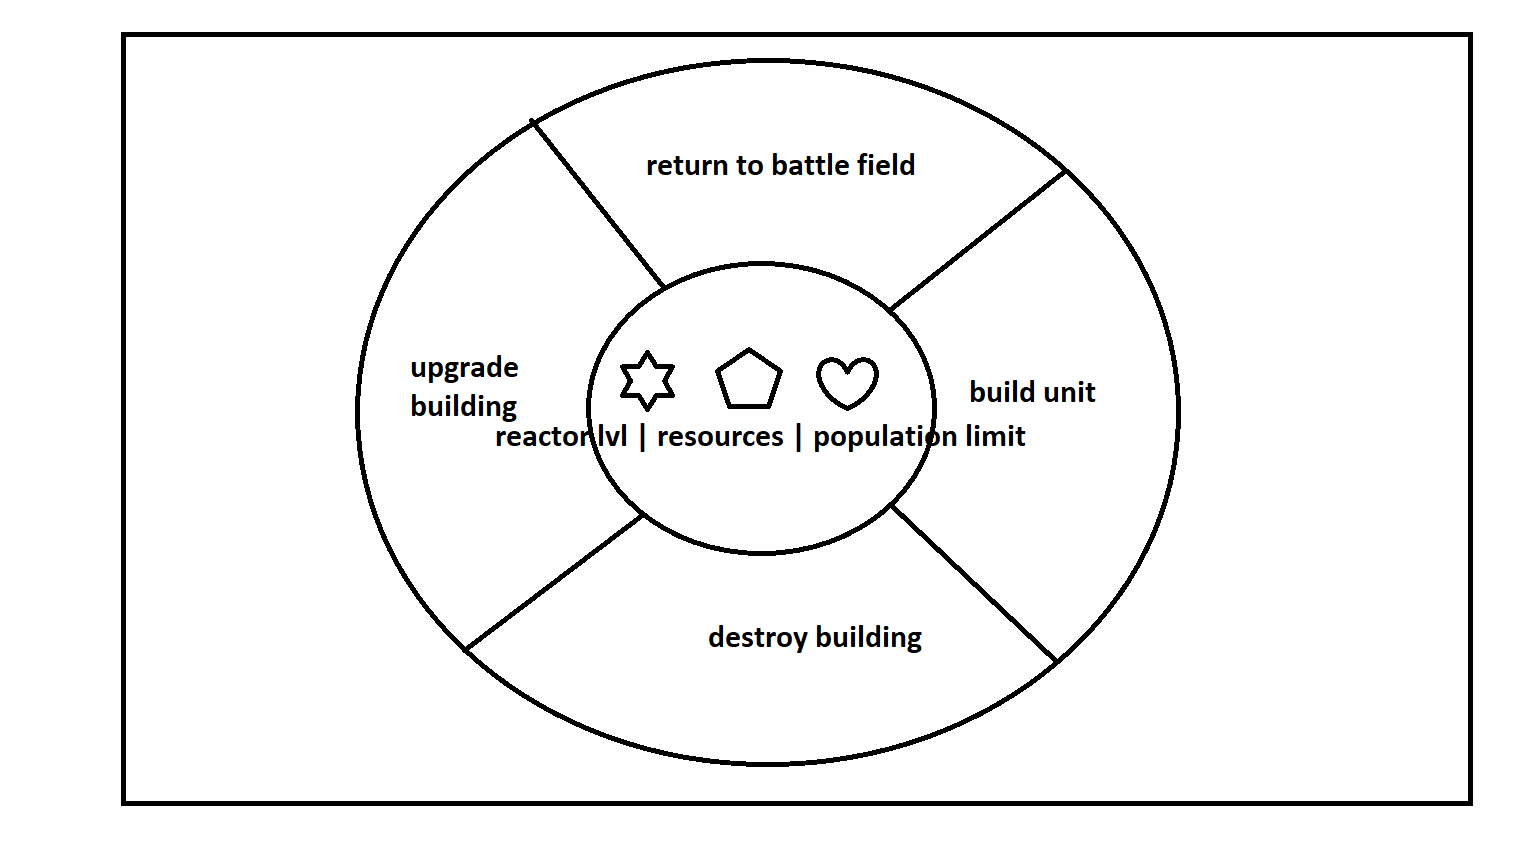 return to battle field
upgrade
building
build unit
reactor lvl | resources | population limit
destroy building